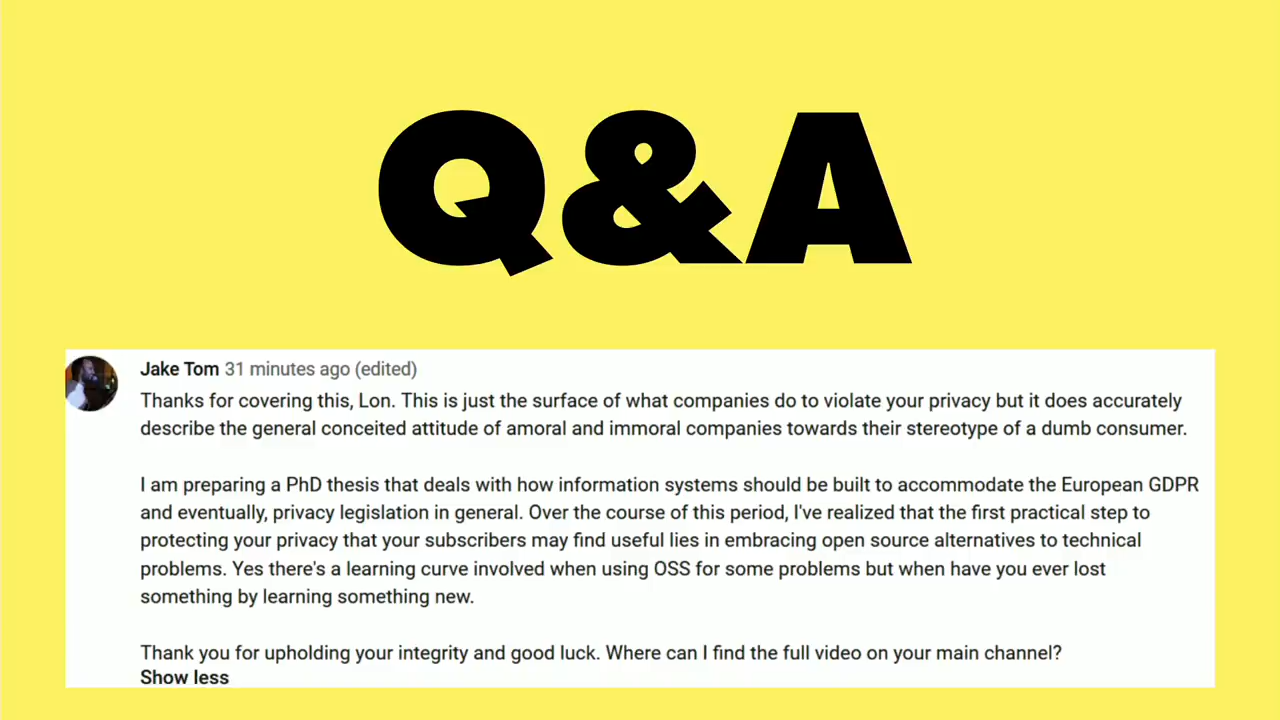 Q&A
Jake Tom 31 minutes ago (edited)
Thanks for covering this, Lon. This is just the surface of what companies do to violate your privacy but it does accurately
describe the general conceited attitude of amoral and immoral companies towards their stereotype of a dumb consumer.
I am preparing a PhD thesis that deals with how information systems should be built to accommodate the European GDPR
and eventually, privacy legislation in general. Over the course of this period, I've realized that the first practical step to
protecting your privacy that your subscribers may find useful lies in embracing open source alternatives to technical
problems. Yes there's a learning curve involved when using OSS for some problems but when have you ever lost
something by learning something new.
Thank you for upholding your integrity and good luck. Where can I find the full video on your main channel?
Show less